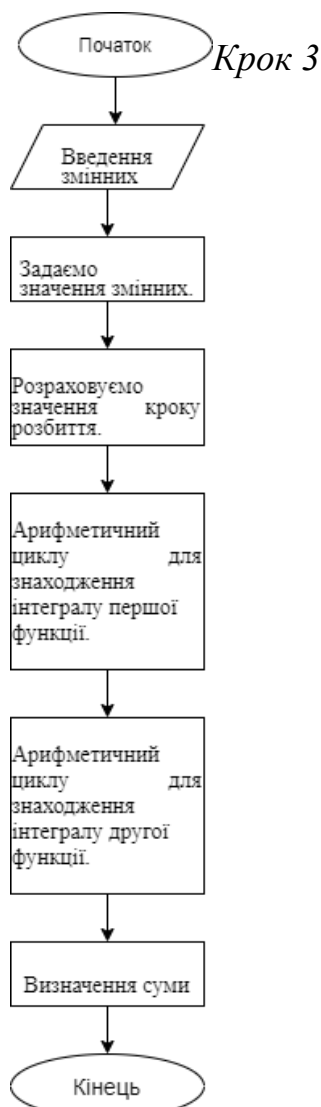 Початок
Крок 3
Введення
змінних
Задаємо
значення змінних.
Розраховуємо
значення кроку
розбиття.
Арифметичний
циклу для
знаходження
інтегралу першої
функції.
Арифметичний
циклу для
знаходження
інтегралу другої
функції.
Визначення суми
Кінець